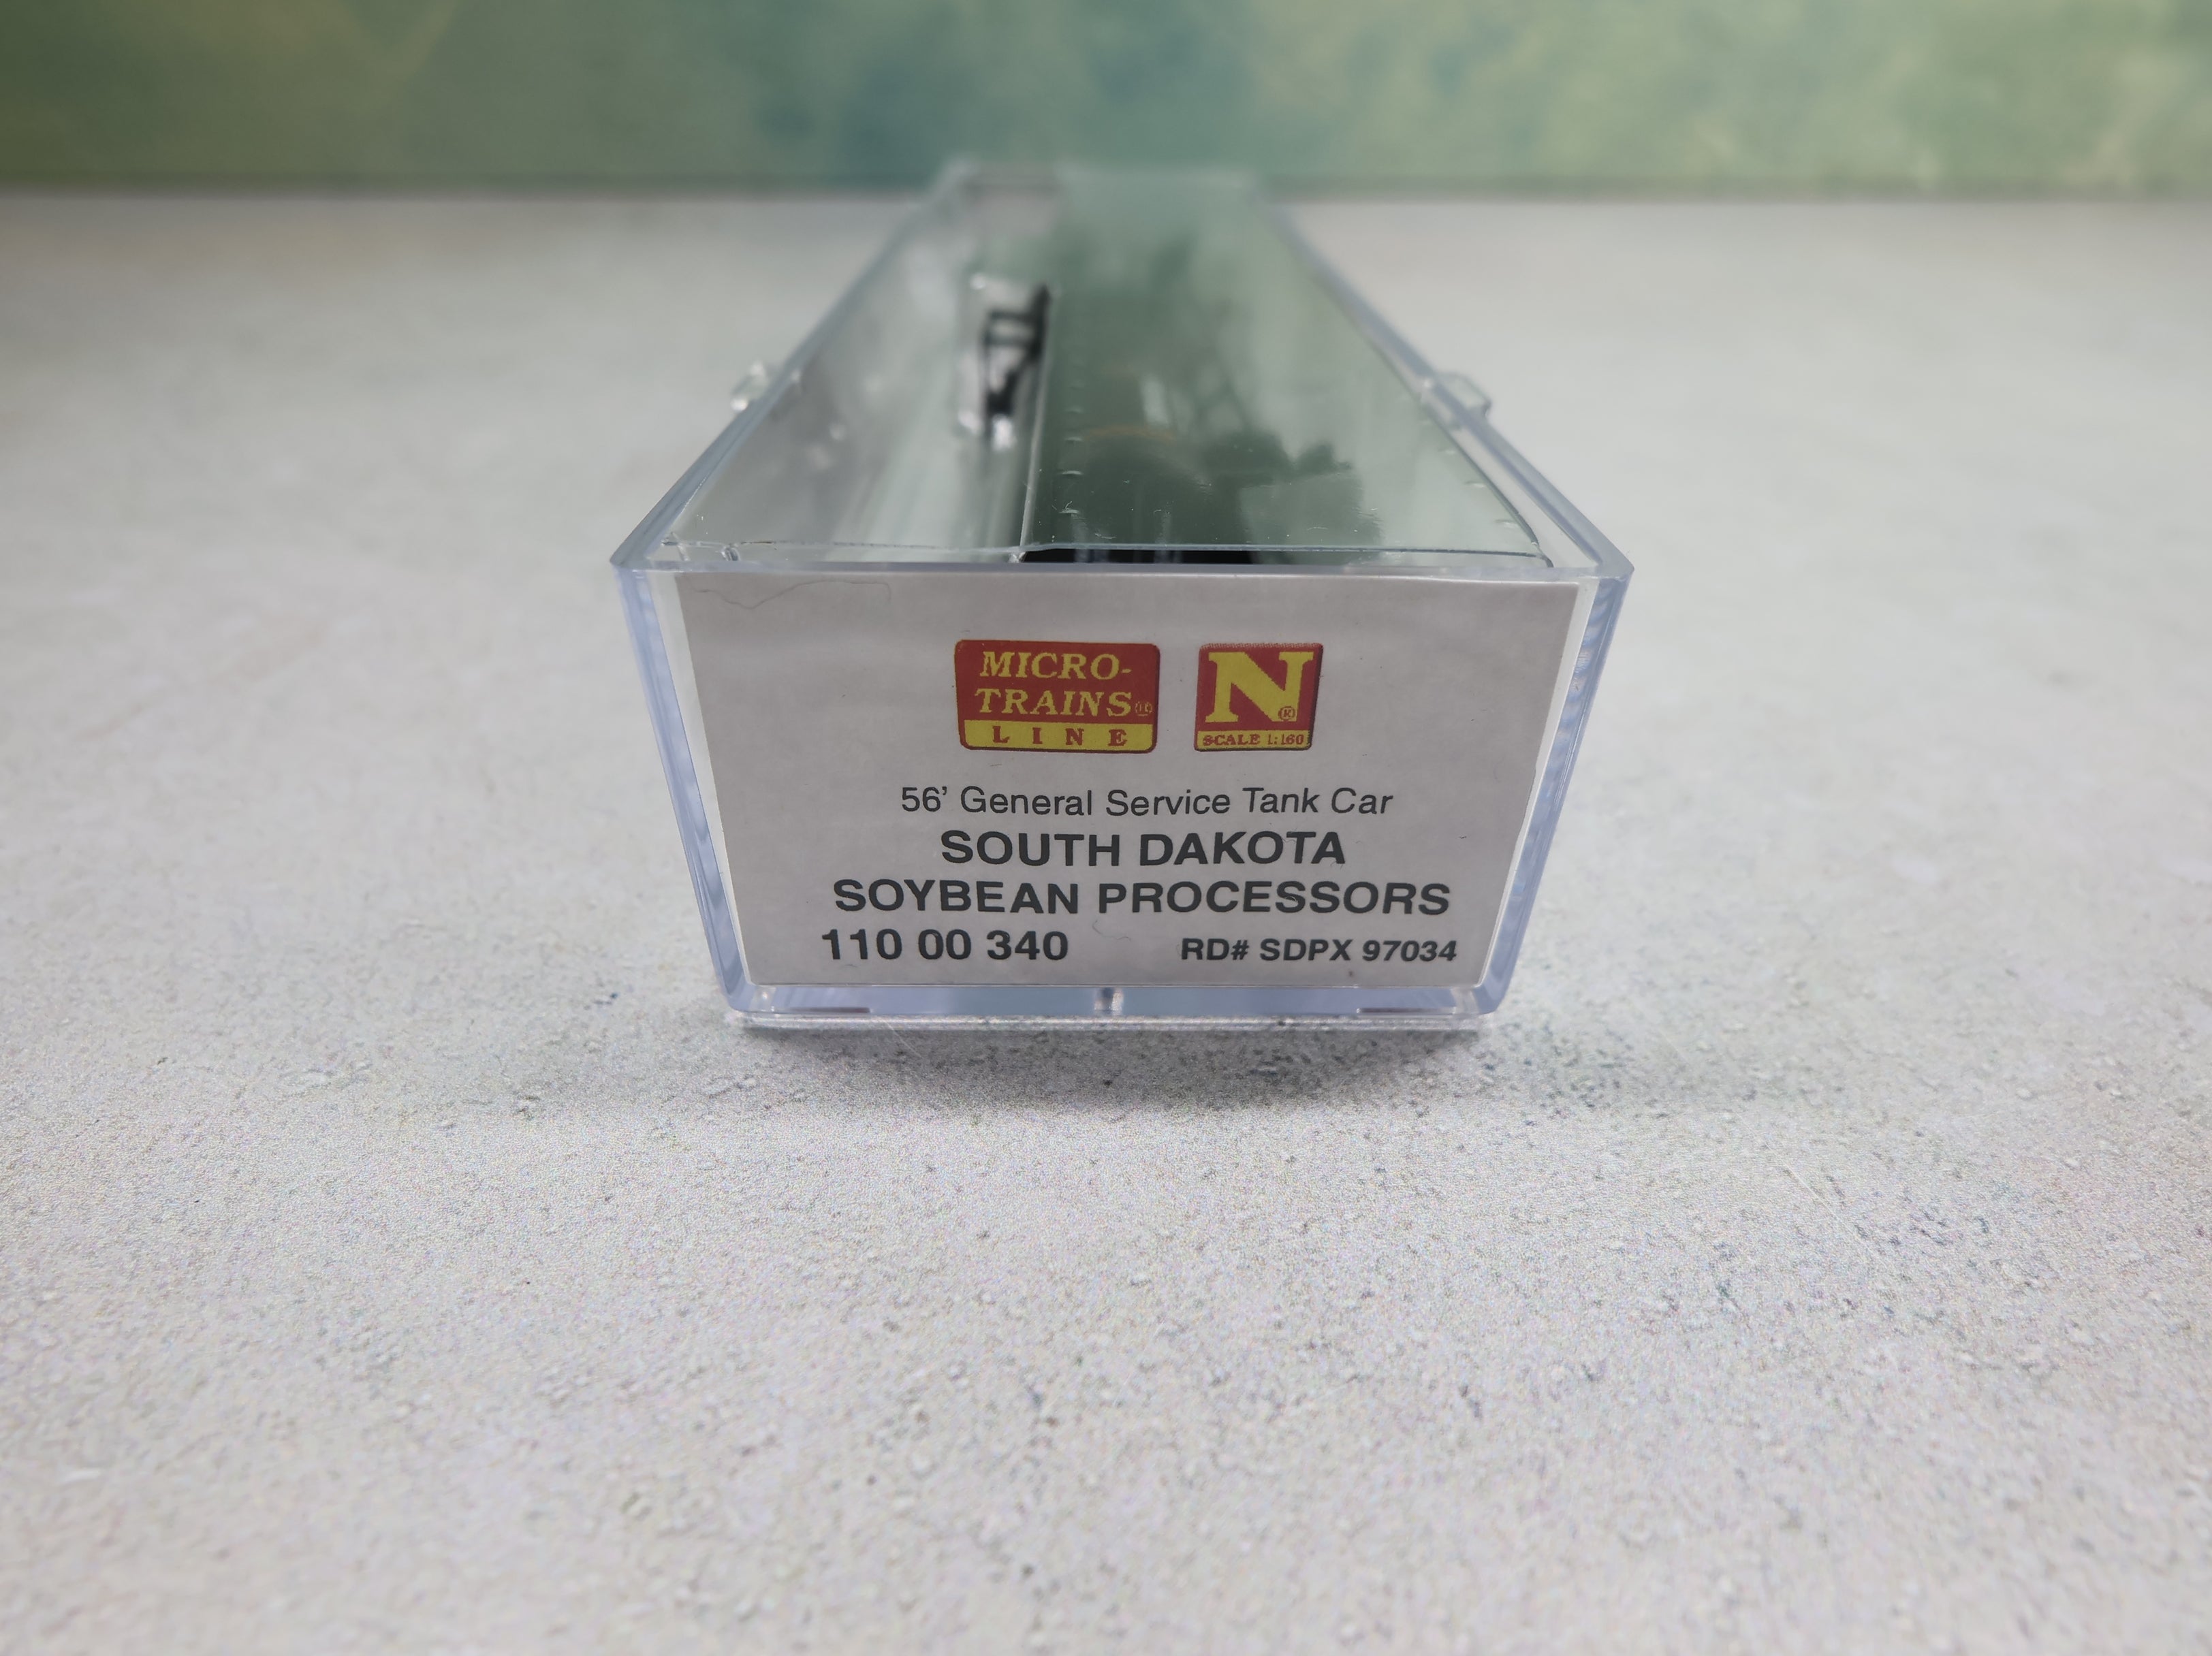 MICRO-
TRAINS®
LINE
N®
SCALE 1:160
56' General Service Tank Car
SOUTH DAKOTA
SOYBEAN PROCESSORS
110 00 340 RD# SDPX 97034